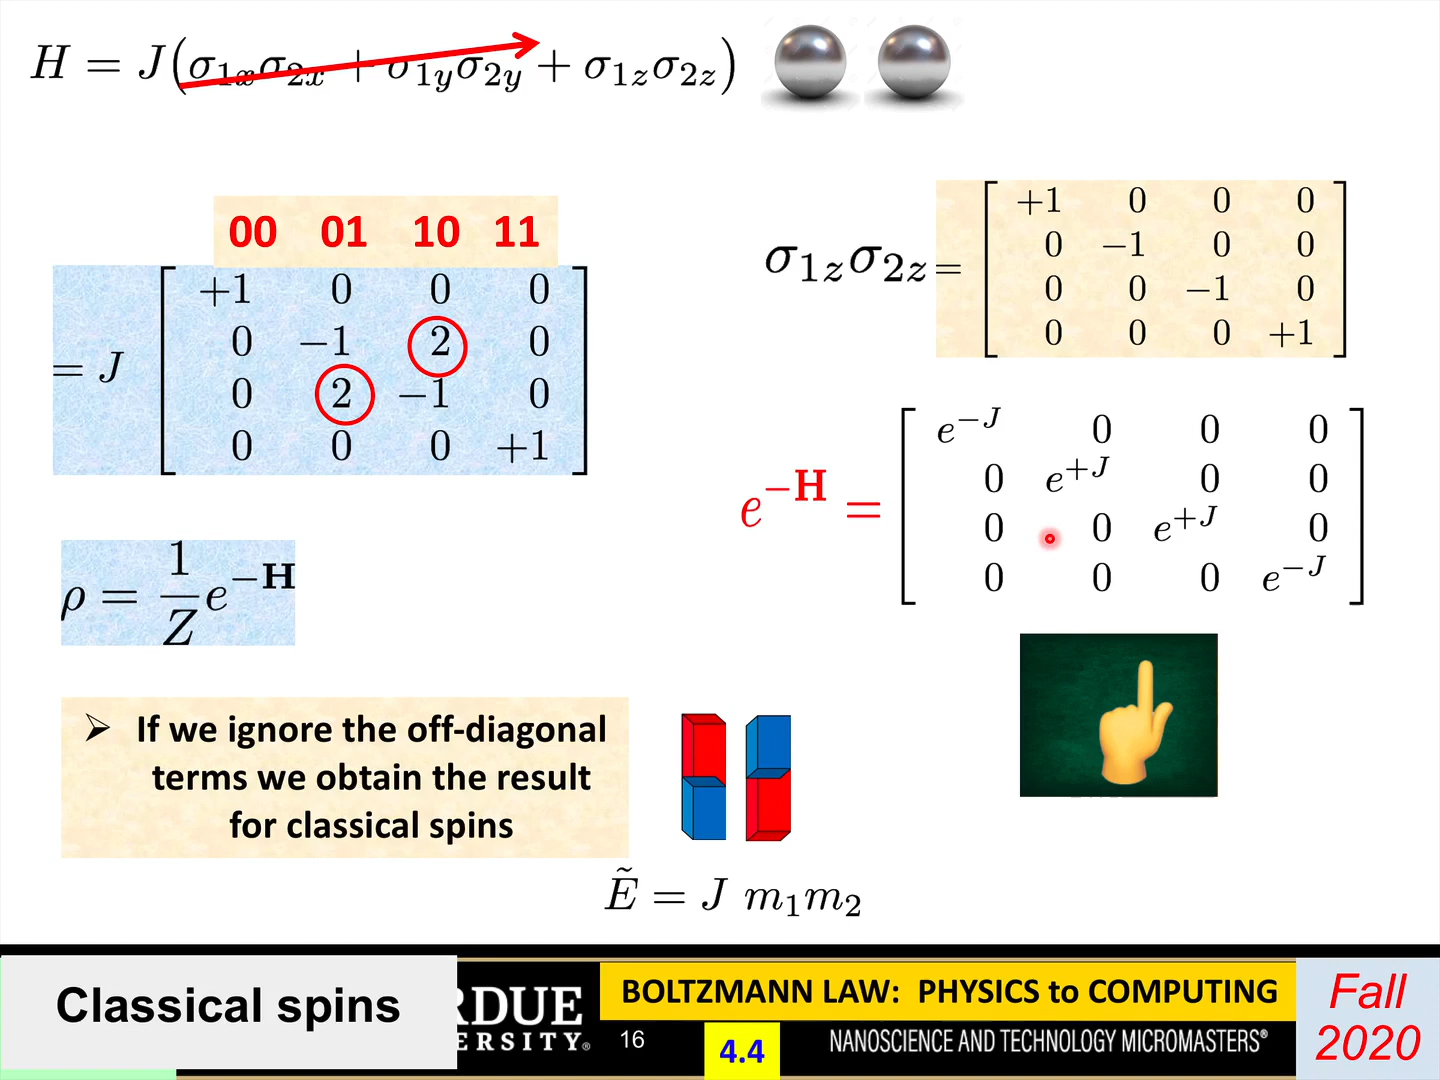 H = J(σ1xσ2x + σ1yσ2y + σ1zσ2z)
00 01 10 11
= J
+1 0 0 0
0 −1 2 0
0 2 −1 0
0 0 0 +1
σ1zσ2z =
+1 0 0 0
0 −1 0 0
0 0 −1 0
0 0 0 +1
e^−H =
e^−J 0 0 0
0 e^+J 0 0
0 0 e^+J 0
0 0 0 e^−J
ρ = 1/Z e^−H
➢ If we ignore the off-diagonal
terms we obtain the result
for classical spins
Ẽ = J m1m2
Classical spins
RDUE
ERSITY®
16
BOLTZMANN LAW: PHYSICS to COMPUTING
4.4
NANOSCIENCE AND TECHNOLOGY MICROMASTERS®
Fall
2020